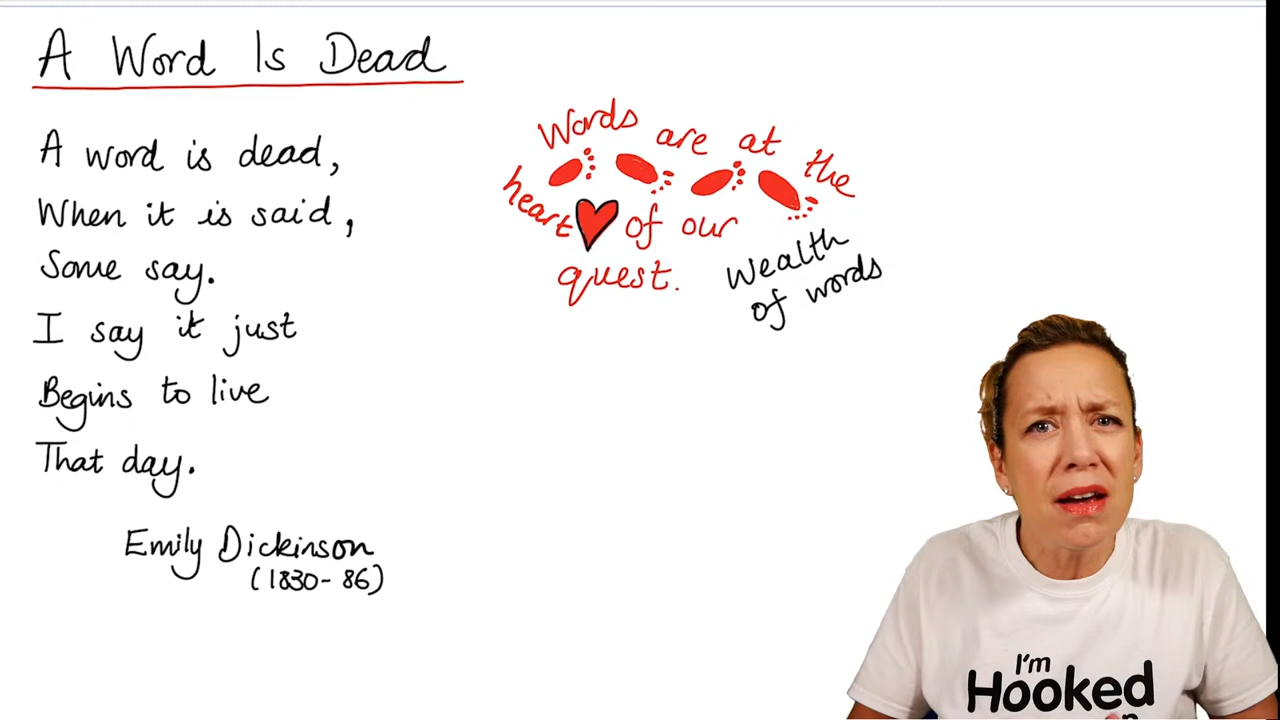 A Word Is Dead
A word is dead,
When it is said,
Some say.
I say it just
Begins to live
That day.
Emily Dickinson
(1830-86)
Words are at the
heart of our
quest.
Wealth
of words
I'm
Hooked